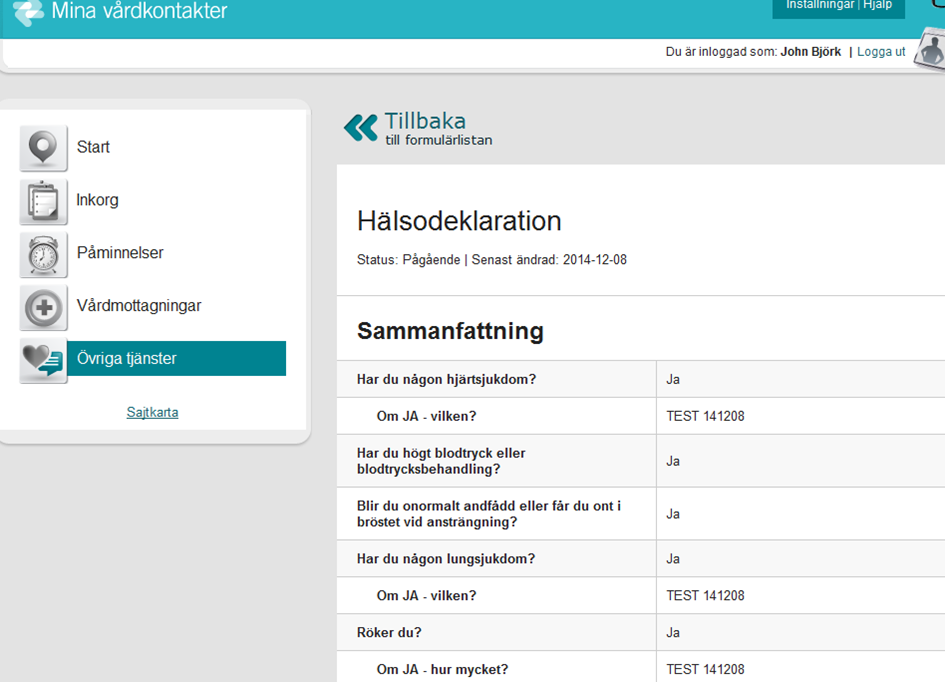 Mina vårdkontakter
Inställningar | Hjälp
Du är inloggad som: John Björk | Logga ut
Start
Inkorg
Påminnelser
Vårdmottagningar
Övriga tjänster
Sajtkarta
Tillbaka
till formulärlistan
Hälsodeklaration
Status: Pågående | Senast ändrad: 2014-12-08
Sammanfattning
Har du någon hjärtsjukdom? Ja
Om JA - vilken? TEST 141208
Har du högt blodtryck eller
blodtrycksbehandling? Ja
Blir du onormalt andfådd eller får du ont i
bröstet vid ansträngning? Ja
Har du någon lungsjukdom? Ja
Om JA - vilken? TEST 141208
Röker du? Ja
Om JA - hur mycket? TEST 141208